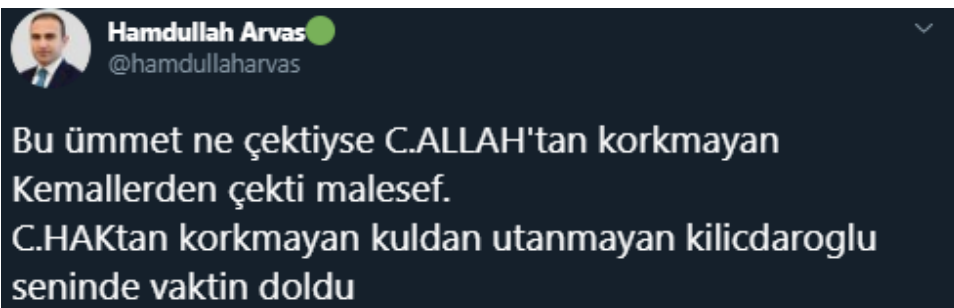 Hamdullah Arvas
@hamdullaharvas
Bu ümmet ne çektiyse C.ALLAH'tan korkmayan
Kemallerden çekti malesef.
C.HAKtan korkmayan kuldan utanmayan kilicdaroglu
seninde vaktin doldu